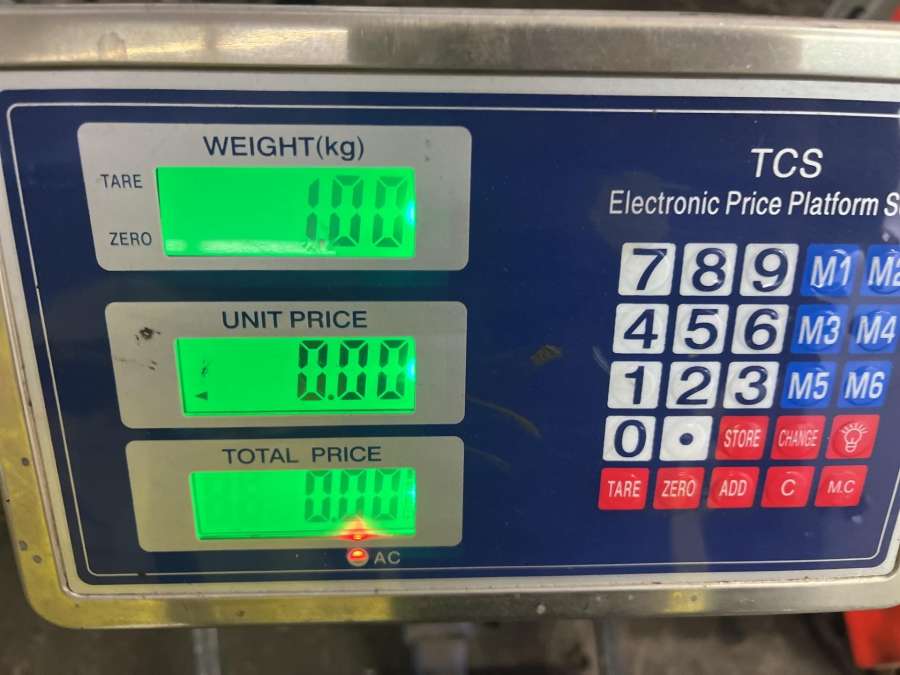 WEIGHT(kg)
TARE
1.00
ZERO
UNIT PRICE
0.00
TOTAL PRICE
0.00
AC
TCS
Electronic Price Platform
7 8 9 M1 M2
4 5 6 M3 M4
1 2 3 M5 M6
0 • STORE CHANGE
TARE ZERO ADD C M.C